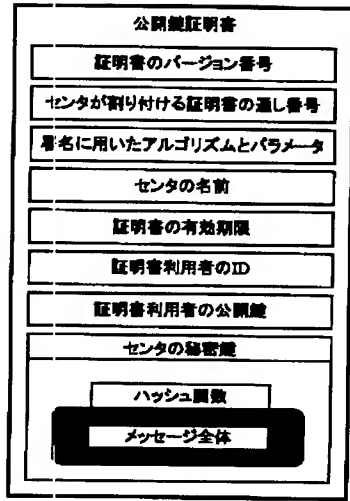 公開鍵証明書
証明書のバージョン番号
センタが割り付ける証明書の通し番号
署名に用いたアルゴリズムとパラメータ
センタの名前
証明書の有効期限
証明書利用者のID
証明書利用者の公開鍵
センタの秘密鍵
ハッシュ関数
メッセージ全体